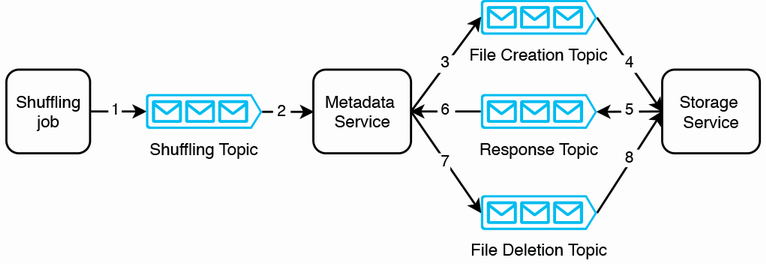 3
File Creation Topic
4
Shuffling
job
1
Shuffling Topic
2
Metadata
Service
6
Response Topic
5
Storage
Service
7
File Deletion Topic
8